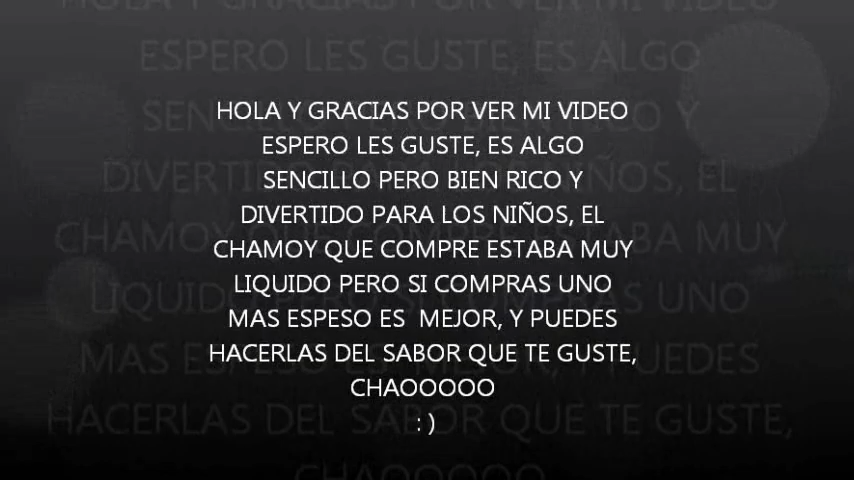 HOLA Y GRACIAS POR VER MI VIDEO
ESPERO LES GUSTE, ES ALGO
SENCILLO PERO BIEN RICO Y
DIVERTIDO PARA LOS NIÑOS, EL
CHAMOY QUE COMPRE ESTABA MUY
LIQUIDO PERO SI COMPRAS UNO
MAS ESPESO ES MEJOR, Y PUEDES
HACERLAS DEL SABOR QUE TE GUSTE,
CHAOOOOO
: )